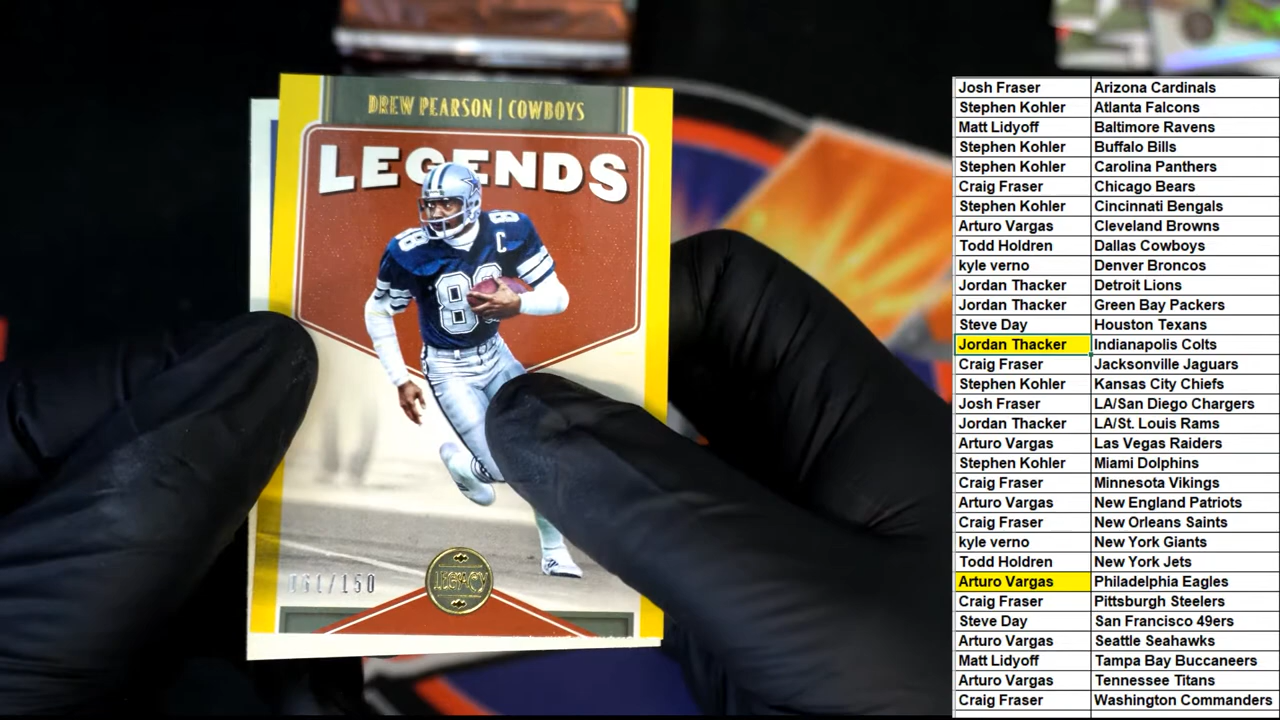 DREW PEARSON | COWBOYS
LEGENDS
88
C
88
/150
LEGACY
Josh Fraser Arizona Cardinals
Stephen Kohler Atlanta Falcons
Matt Lidyoff Baltimore Ravens
Stephen Kohler Buffalo Bills
Stephen Kohler Carolina Panthers
Craig Fraser Chicago Bears
Stephen Kohler Cincinnati Bengals
Arturo Vargas Cleveland Browns
Todd Holdren Dallas Cowboys
kyle verno Denver Broncos
Jordan Thacker Detroit Lions
Jordan Thacker Green Bay Packers
Steve Day Houston Texans
Jordan Thacker Indianapolis Colts
Craig Fraser Jacksonville Jaguars
Stephen Kohler Kansas City Chiefs
Josh Fraser LA/San Diego Chargers
Jordan Thacker LA/St. Louis Rams
Arturo Vargas Las Vegas Raiders
Stephen Kohler Miami Dolphins
Craig Fraser Minnesota Vikings
Arturo Vargas New England Patriots
Craig Fraser New Orleans Saints
kyle verno New York Giants
Todd Holdren New York Jets
Arturo Vargas Philadelphia Eagles
Craig Fraser Pittsburgh Steelers
Steve Day San Francisco 49ers
Arturo Vargas Seattle Seahawks
Matt Lidyoff Tampa Bay Buccaneers
Arturo Vargas Tennessee Titans
Craig Fraser Washington Commanders